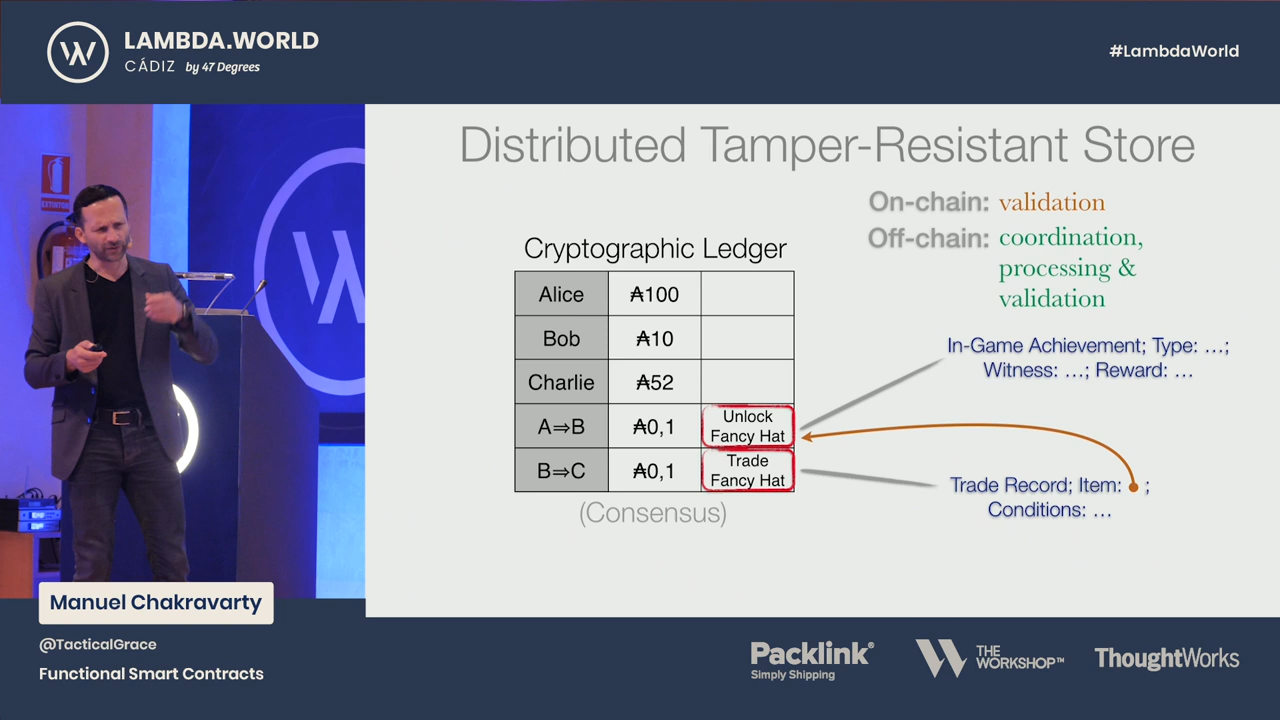 LAMBDA.WORLD
CÁDIZ by 47 Degrees
#LambdaWorld
EXTINTOR
Distributed Tamper-Resistant Store
On-chain: validation
Off-chain: coordination,
processing &
validation
Cryptographic Ledger
Alice ₳100
Bob ₳10
Charlie ₳52
A⇒B ₳0,1 Unlock
Fancy Hat
B⇒C ₳0,1 Trade
Fancy Hat
(Consensus)
In-Game Achievement; Type: …;
Witness: …; Reward: …
Trade Record; Item: ;
Conditions: …
Manuel Chakravarty
@TacticalGrace
Functional Smart Contracts
Packlink®
Simply Shipping
THE
WORKSHOP™
ThoughtWorks